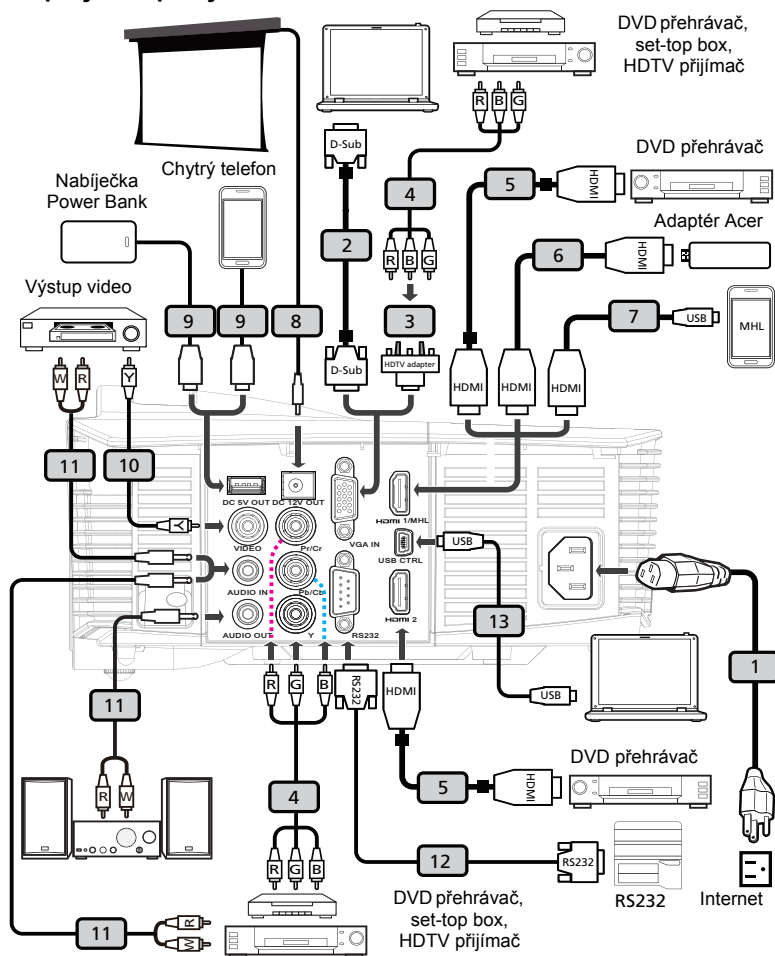 DVD přehrávač,
set-top box,
HDTV přijímač
R B G
D-Sub
DVD přehrávač
Chytrý telefon
Nabíječka
Power Bank
4
5
HDMI
2
Adaptér Acer
R B G
6
HDMI
Výstup video
9
9
8
3
7
USB
MHL
D-Sub
HDTV adapter
HDMI
HDMI
HDMI
W R
Y
11
10
DC 5V OUT
DC 12V OUT
HDMI 1/MHL
Y
VIDEO
Pr/Cr
VGA IN
USB CTRL
USB
AUDIO IN
Pb/Cb
HDMI 2
AUDIO OUT
Y
RS232
13
R G B
RS232
HDMI
USB
1
11
DVD přehrávač
R W
4
5
HDMI
12
RS232
R G B
DVD přehrávač,
set-top box,
HDTV přijímač
RS232
Internet
11
R
W